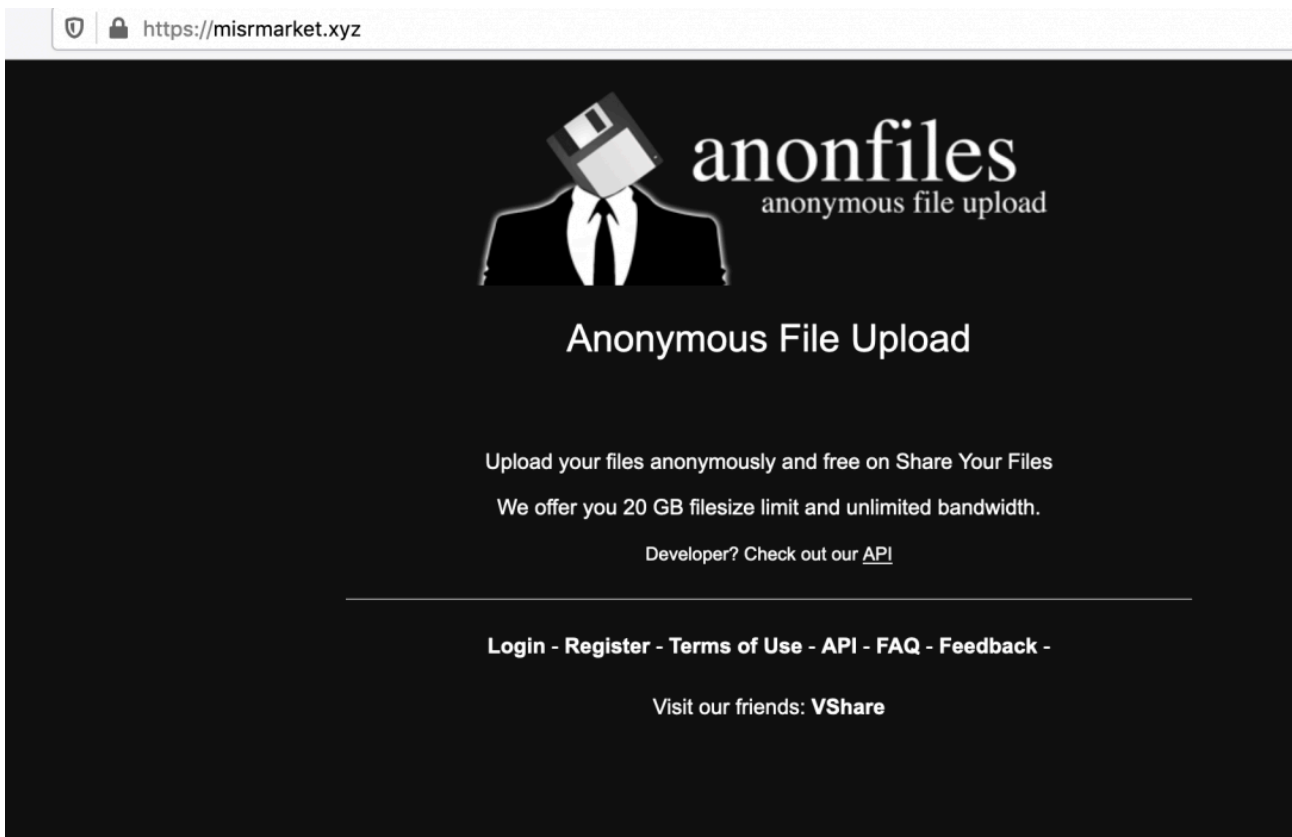 https://misrmarket.xyz
anonfiles
anonymous file upload
Anonymous File Upload
Upload your files anonymously and free on Share Your Files
We offer you 20 GB filesize limit and unlimited bandwidth.
Developer? Check out our API
Login - Register - Terms of Use - API - FAQ - Feedback -
Visit our friends: VShare